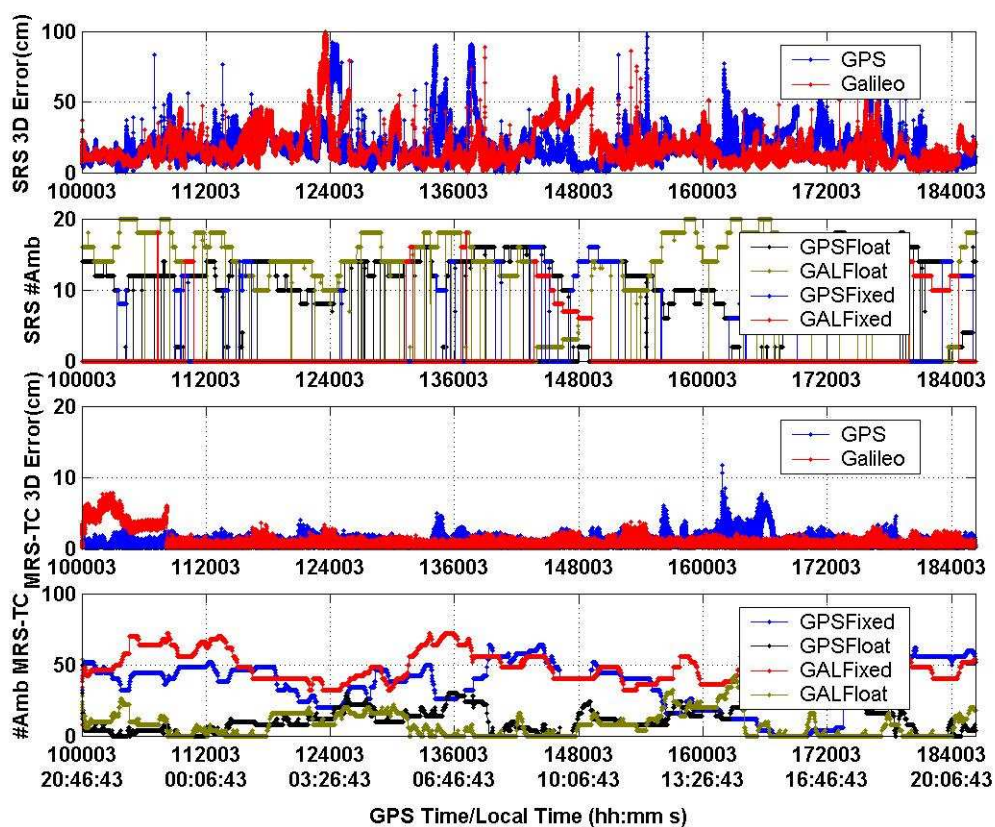 SRS 3D Error(cm)
100
50
0
GPS
Galileo
100003 112003 124003 136003 148003 160003 172003 184003
SRS #Amb
20
10
0
GPSFloat
GALFloat
GPSFixed
GALFixed
100003 112003 124003 136003 148003 160003 172003 184003
MRS-TC 3D Error(cm)
20
10
0
GPS
Galileo
100003 112003 124003 136003 148003 160003 172003 184003
#Amb MRS-TC
100
50
0
GPSFixed
GPSFloat
GALFixed
GALFloat
100003 112003 124003 136003 148003 160003 172003 184003
20:46:43 00:06:43 03:26:43 06:46:43 10:06:43 13:26:43 16:46:43 20:06:43
GPS Time/Local Time (hh:mm s)